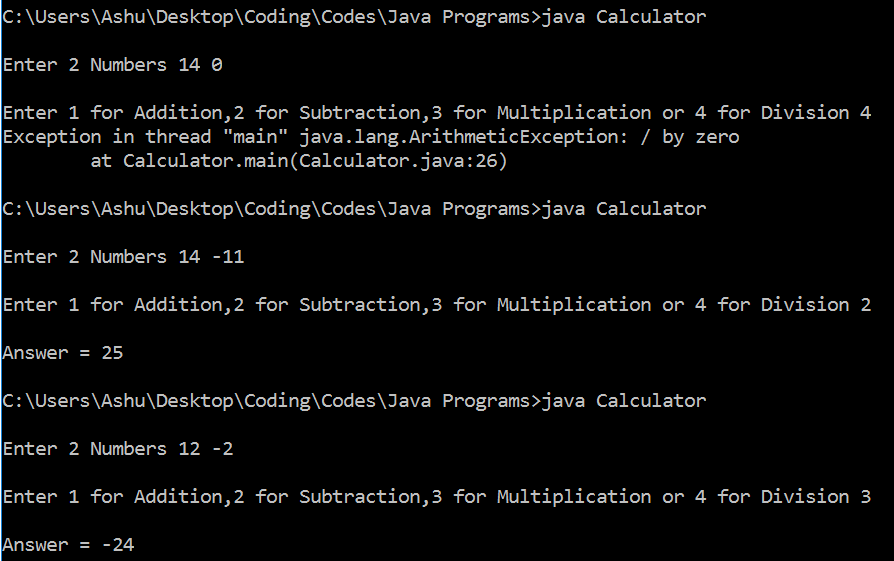 C:\Users\Ashu\Desktop\Coding\Codes\Java Programs>java Calculator
Enter 2 Numbers 14 0
Enter 1 for Addition,2 for Subtraction,3 for Multiplication or 4 for Division 4
Exception in thread "main" java.lang.ArithmeticException: / by zero
        at Calculator.main(Calculator.java:26)
C:\Users\Ashu\Desktop\Coding\Codes\Java Programs>java Calculator
Enter 2 Numbers 14 -11
Enter 1 for Addition,2 for Subtraction,3 for Multiplication or 4 for Division 2
Answer = 25
C:\Users\Ashu\Desktop\Coding\Codes\Java Programs>java Calculator
Enter 2 Numbers 12 -2
Enter 1 for Addition,2 for Subtraction,3 for Multiplication or 4 for Division 3
Answer = -24